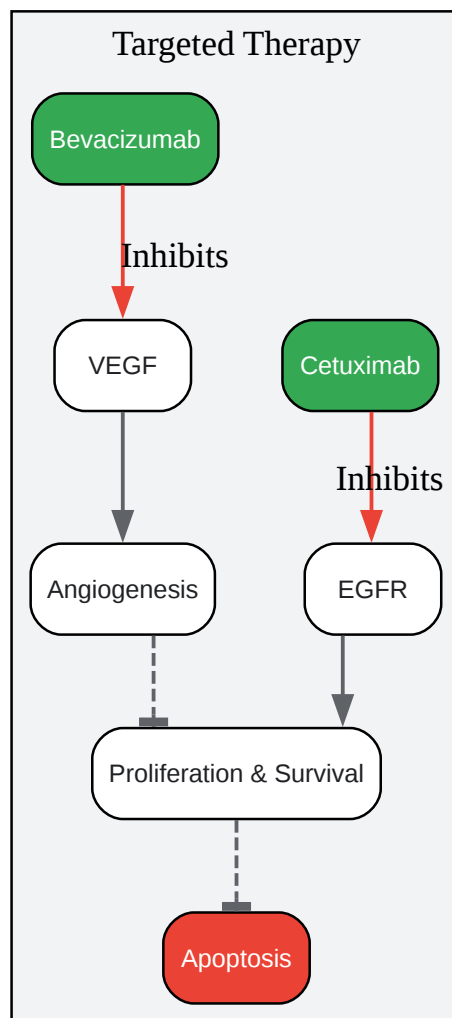 Targeted Therapy
Bevacizumab
Inhibits
VEGF
Cetuximab
Inhibits
Angiogenesis
EGFR
Proliferation & Survival
Apoptosis